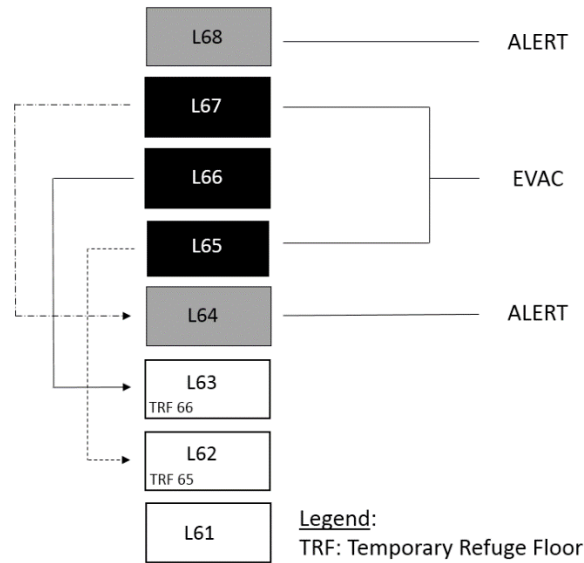 L68
ALERT
L67
L66
EVAC
L65
L64
ALERT
L63
TRF 66
L62
TRF 65
L61
Legend:
TRF: Temporary Refuge Floor